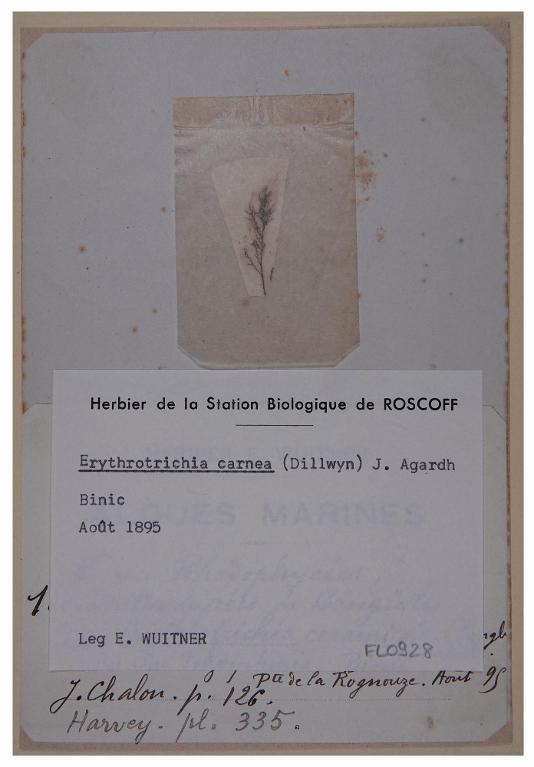 Herbier de la Station Biologique de ROSCOFF
Erythrotrichia carnea (Dillwyn) J. Agardh
Binic
Août 1895
ALGUES MARINES
Leg E. WUITNER
FL0928
Pte de la Rognouze. Aout 95
J. Chalon. p. 126.
Harvey. pl. 335.